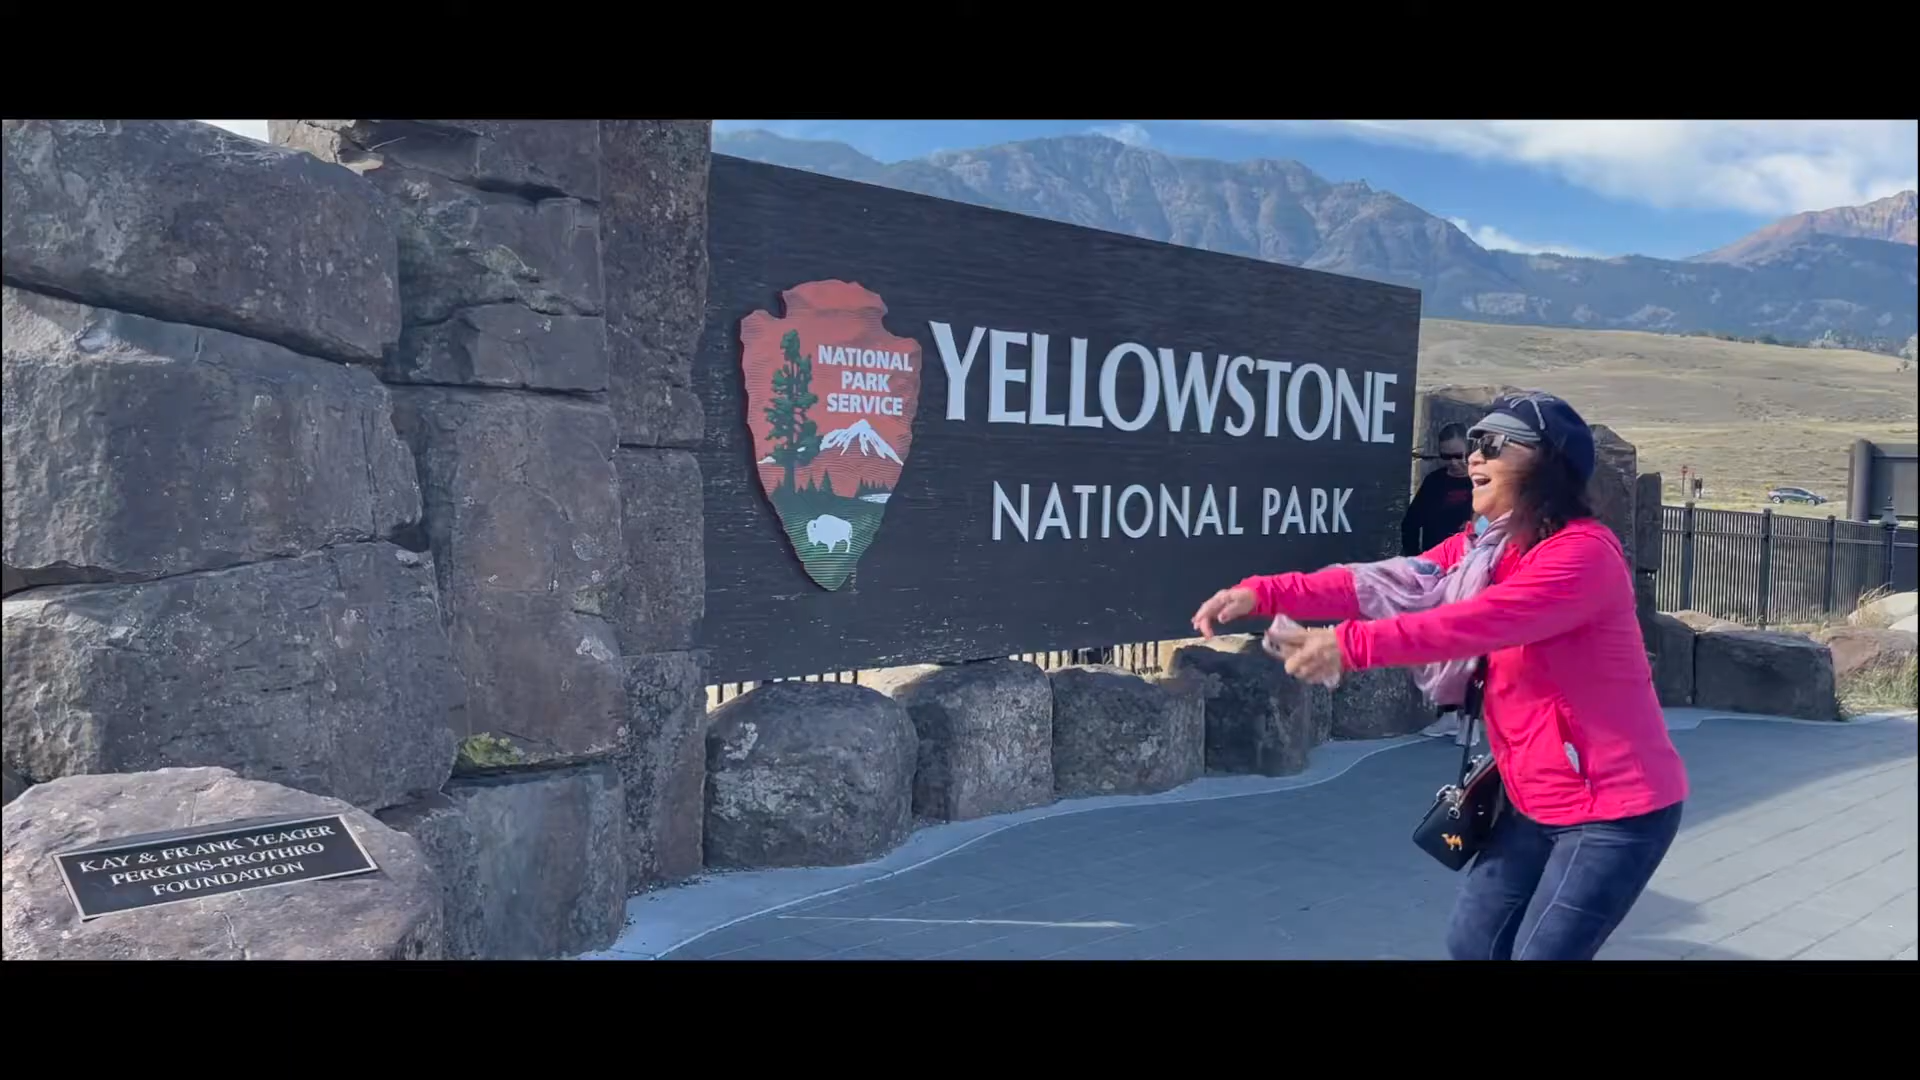 NATIONAL
PARK
SERVICE
YELLOWSTONE
NATIONAL PARK
KAY & FRANK YEAGER
PERKINS-PROTHRO
FOUNDATION